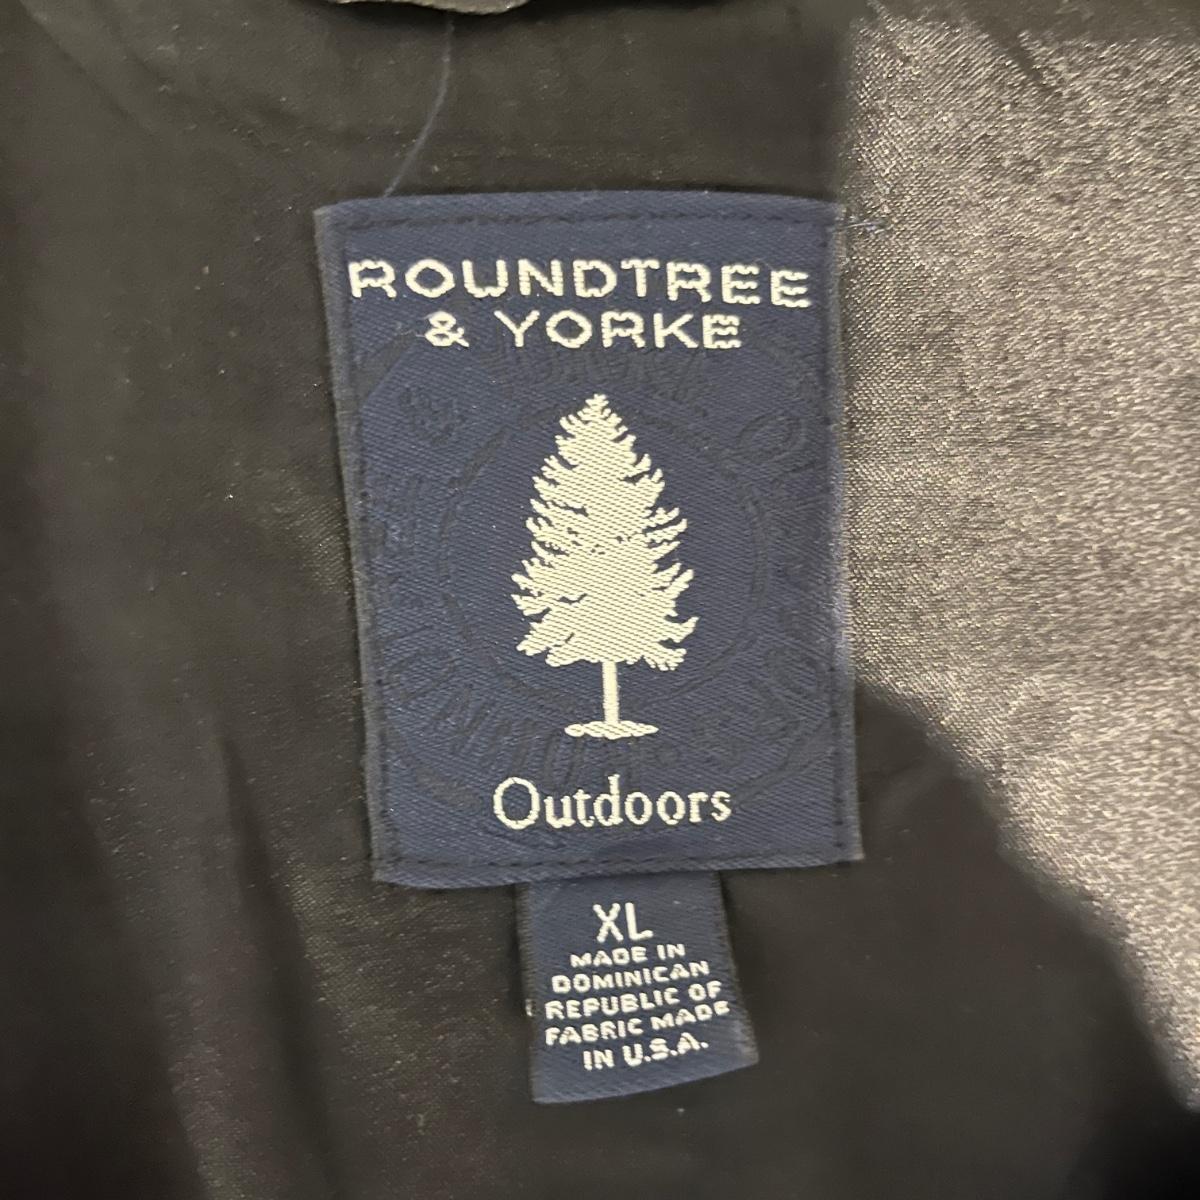 ROUNDTREE
& YORKE
Outdoors
XL
MADE IN
DOMINICAN
REPUBLIC OF
FABRIC MADE
IN U.S.A.